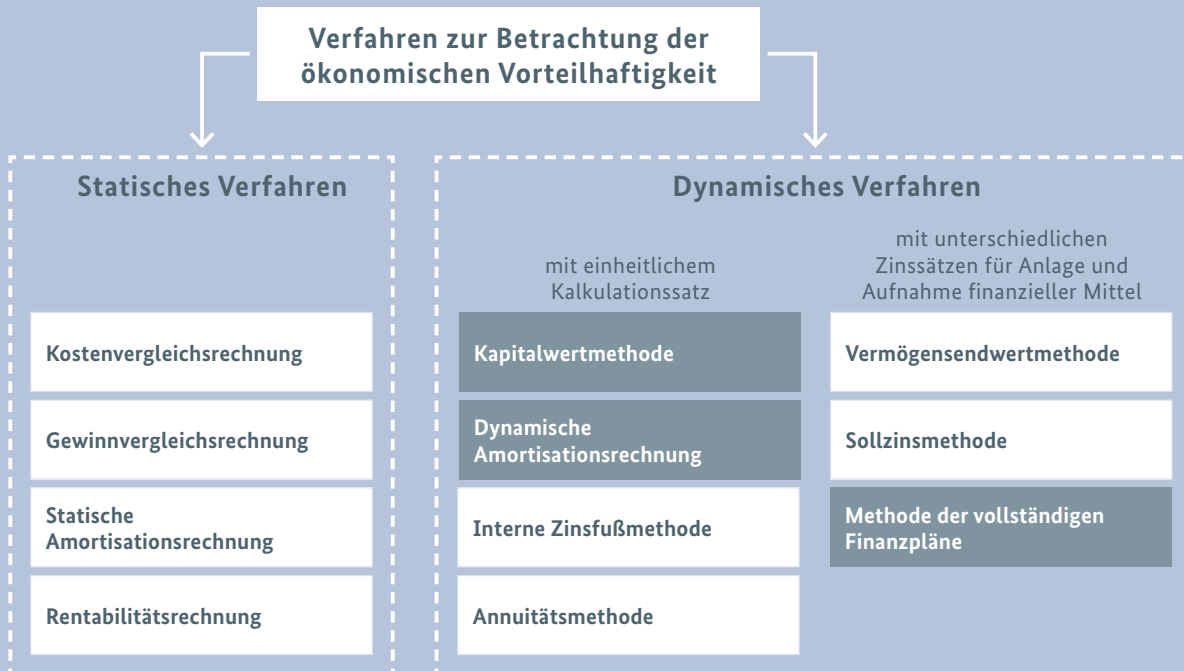 Verfahren zur Betrachtung der
ökonomischen Vorteilhaftigkeit
Statisches Verfahren
Kostenvergleichsrechnung
Gewinnvergleichsrechnung
Statische
Amortisationsrechnung
Rentabilitätsrechnung
Dynamisches Verfahren
mit einheitlichem
Kalkulationssatz
Kapitalwertmethode
Dynamische
Amortisationsrechnung
Interne Zinsfußmethode
Annuitätsmethode
mit unterschiedlichen
Zinssätzen für Anlage und
Aufnahme finanzieller Mittel
Vermögensendwertmethode
Sollzinsmethode
Methode der vollständigen
Finanzpläne